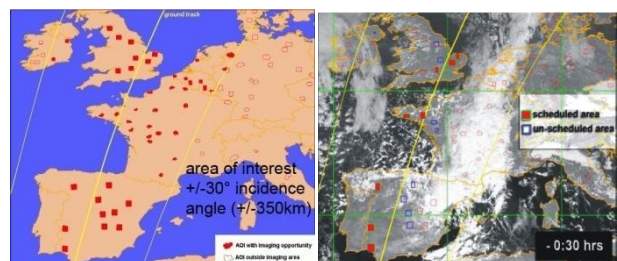 ground track
area of interest
+/-30° incidence
angle (+/-350km)
AOI with imaging opportunity
AOI outside imaging area
scheduled area
un-scheduled area
- 0:30 hrs